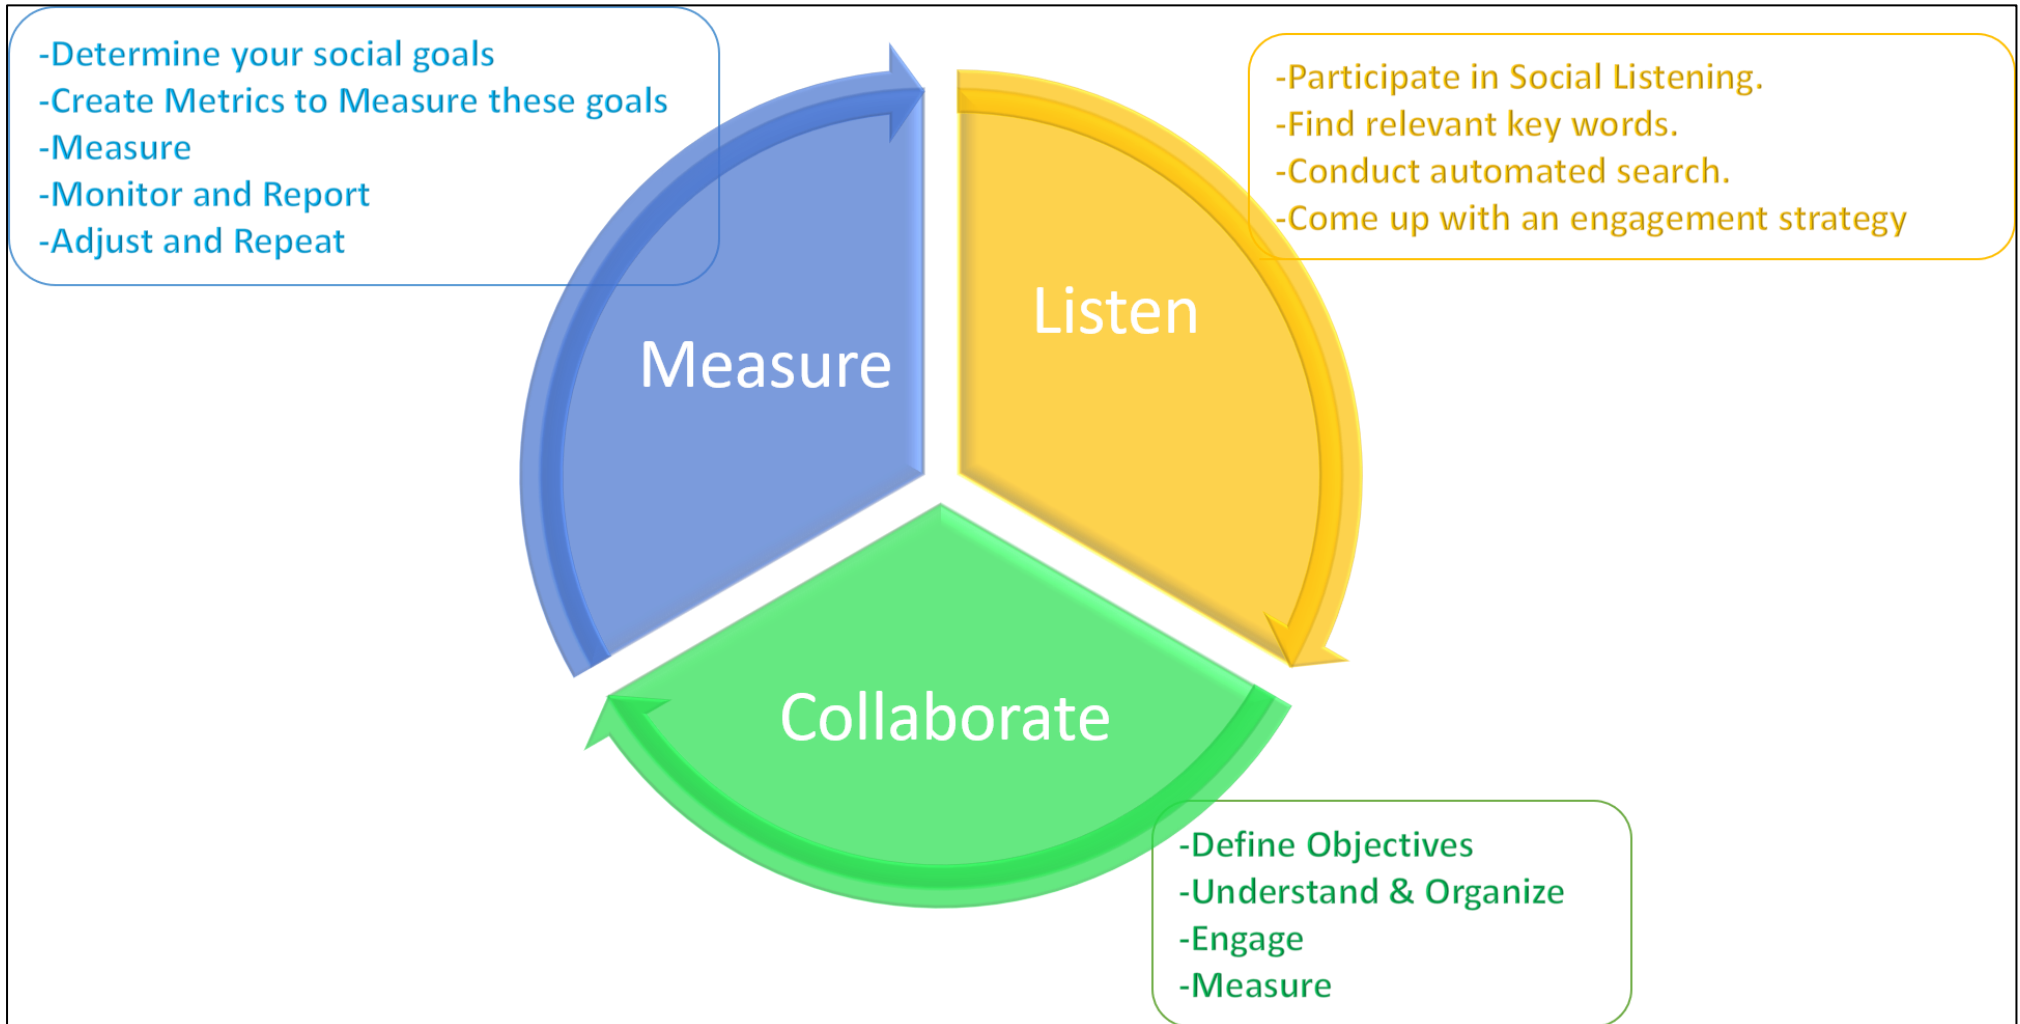 -Determine your social goals
-Create Metrics to Measure these goals
-Measure
-Monitor and Report
-Adjust and Repeat
-Participate in Social Listening.
-Find relevant key words.
-Conduct automated search.
-Come up with an engagement strategy
Listen
Measure
Collaborate
-Define Objectives
-Understand & Organize
-Engage
-Measure